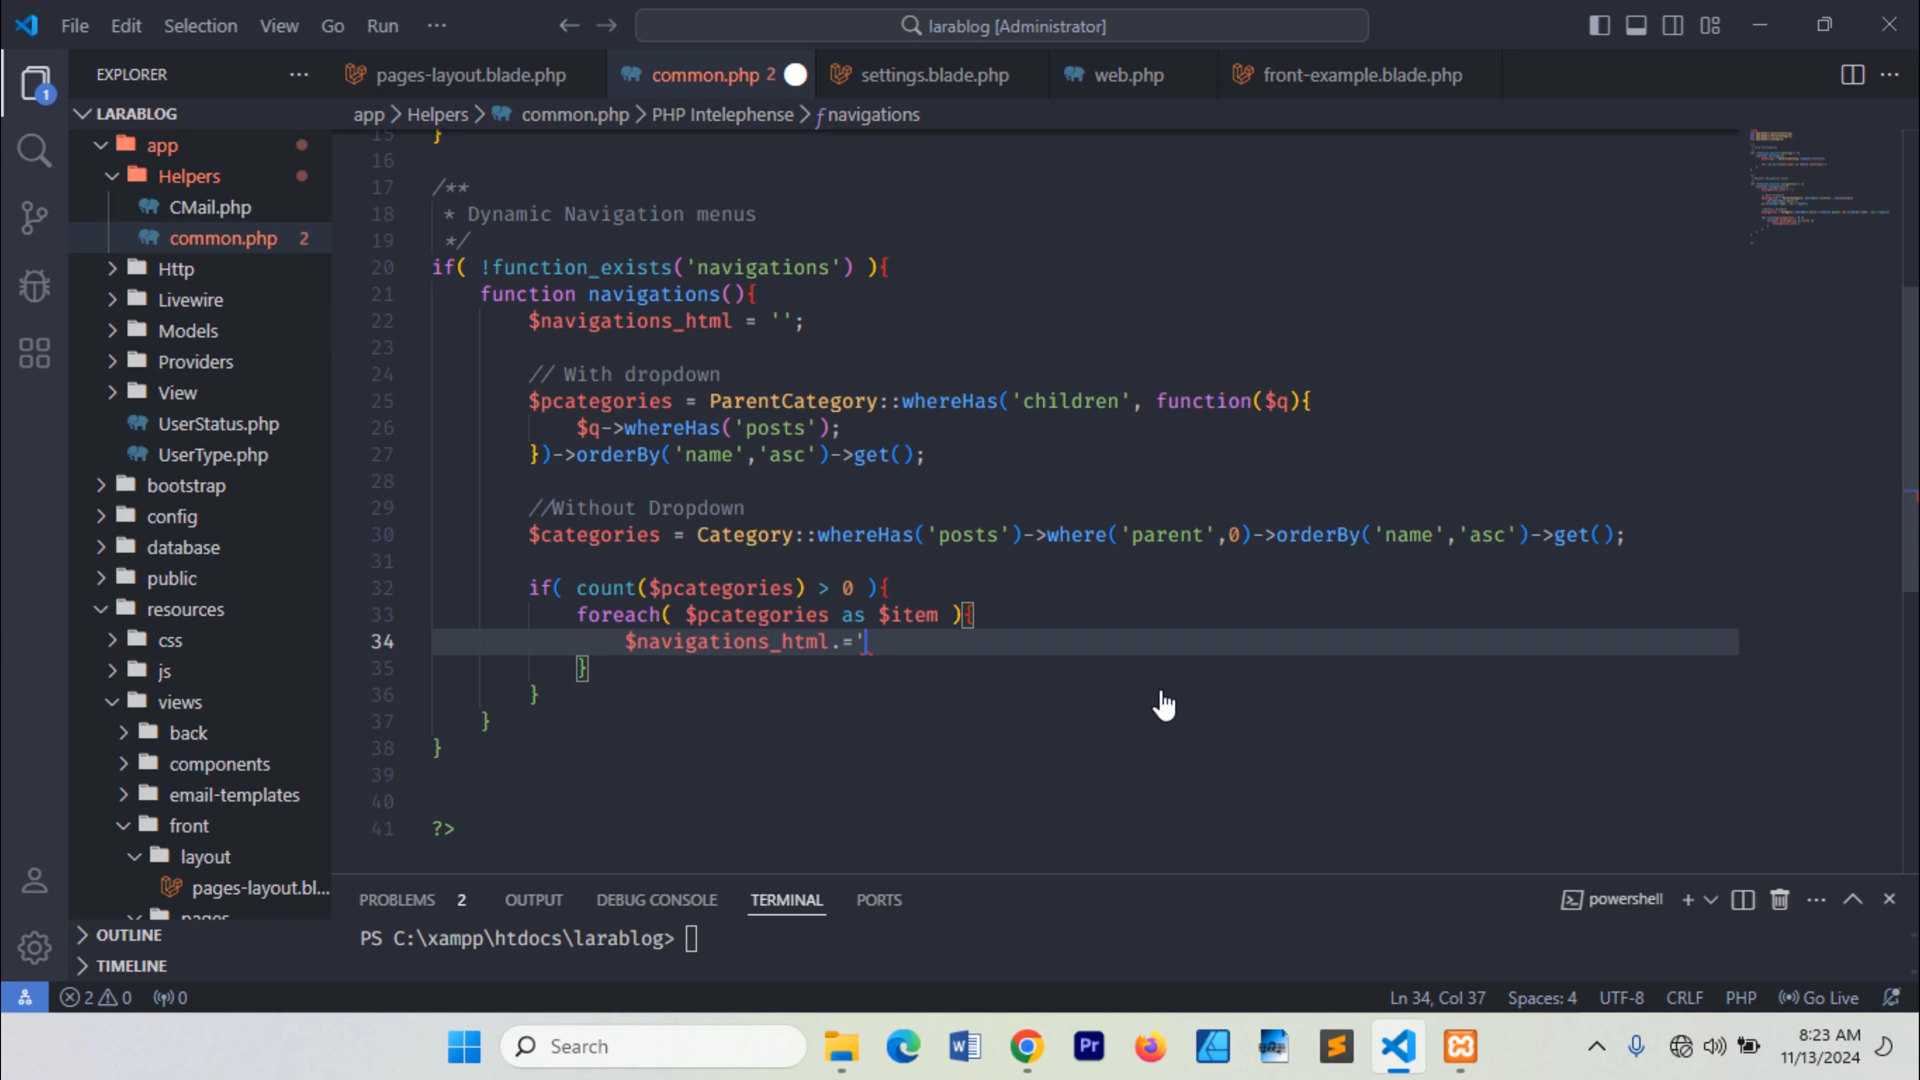 File Edit Selection View Go Run ···
larablog [Administrator]
EXPLORER ···
pages-layout.blade.php
common.php 2
settings.blade.php
web.php
front-example.blade.php
1
LARABLOG
app > Helpers > common.php > PHP Intelephense > navigations
app
Helpers
CMail.php
common.php 2
Http
Livewire
Models
Providers
View
UserStatus.php
UserType.php
bootstrap
config
database
public
resources
css
js
views
back
components
email-templates
front
layout
pages-layout.bl...
pages
OUTLINE
TIMELINE
15 }
16
17 /**
18 * Dynamic Navigation menus
19 */
20 if( !function_exists('navigations') ){
21 function navigations(){
22 $navigations_html = '';
23
24 // With dropdown
25 $pcategories = ParentCategory::whereHas('children', function($q){
26 $q->whereHas('posts');
27 })->orderBy('name','asc')->get();
28
29 //Without Dropdown
30 $categories = Category::whereHas('posts')->where('parent',0)->orderBy('name','asc')->get();
31
32 if( count($pcategories) > 0 ){
33 foreach( $pcategories as $item ){
34 $navigations_html.='
35 }
36 }
37 }
38 }
39
40
41 ?>
PROBLEMS 2 OUTPUT DEBUG CONSOLE TERMINAL PORTS
powershell
PS C:\xampp\htdocs\larablog>
2 0 0
Ln 34, Col 37 Spaces: 4 UTF-8 CRLF PHP Go Live
Search
8:23 AM
11/13/2024